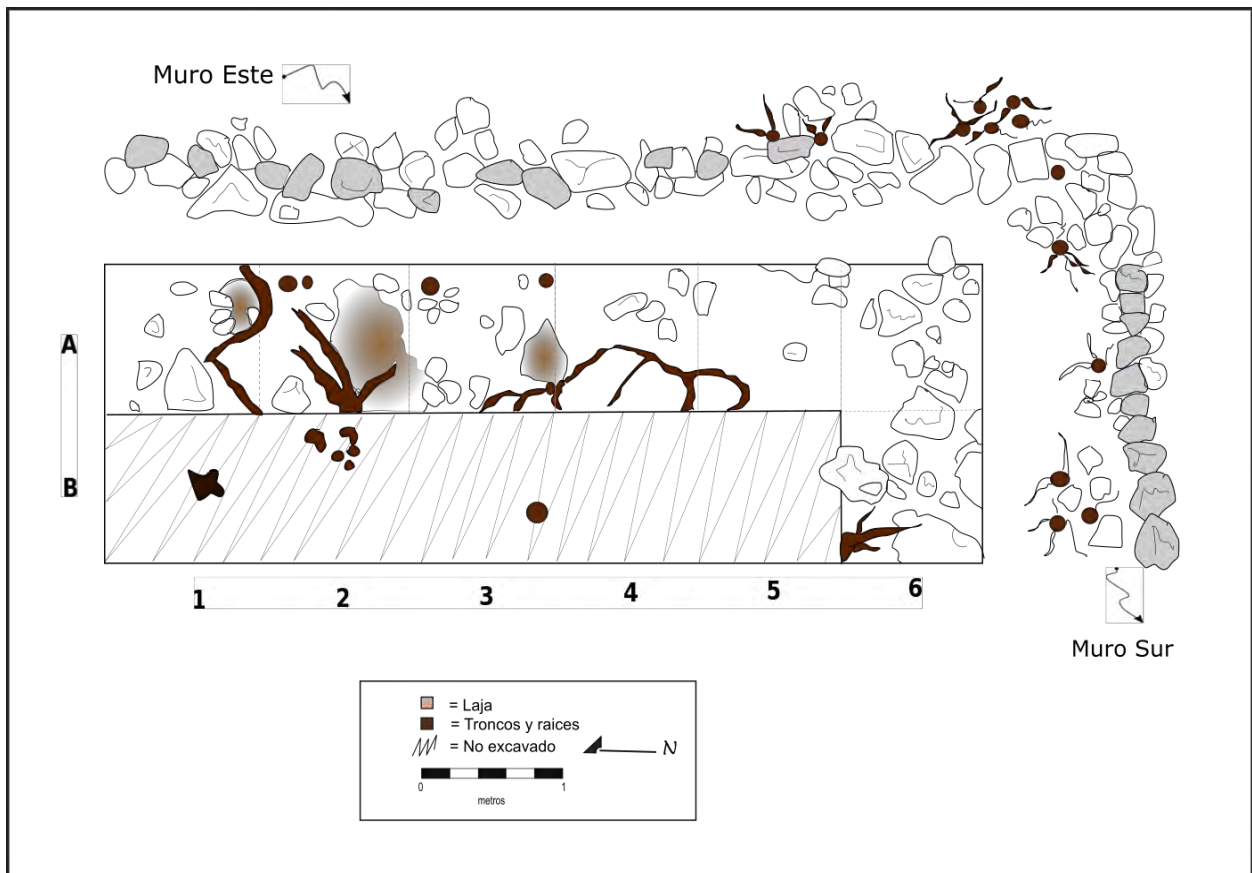 Muro Este
A
B
1 2 3 4 5 6
Muro Sur
= Laja
= Troncos y raices
= No excavado
N
0 1
metros